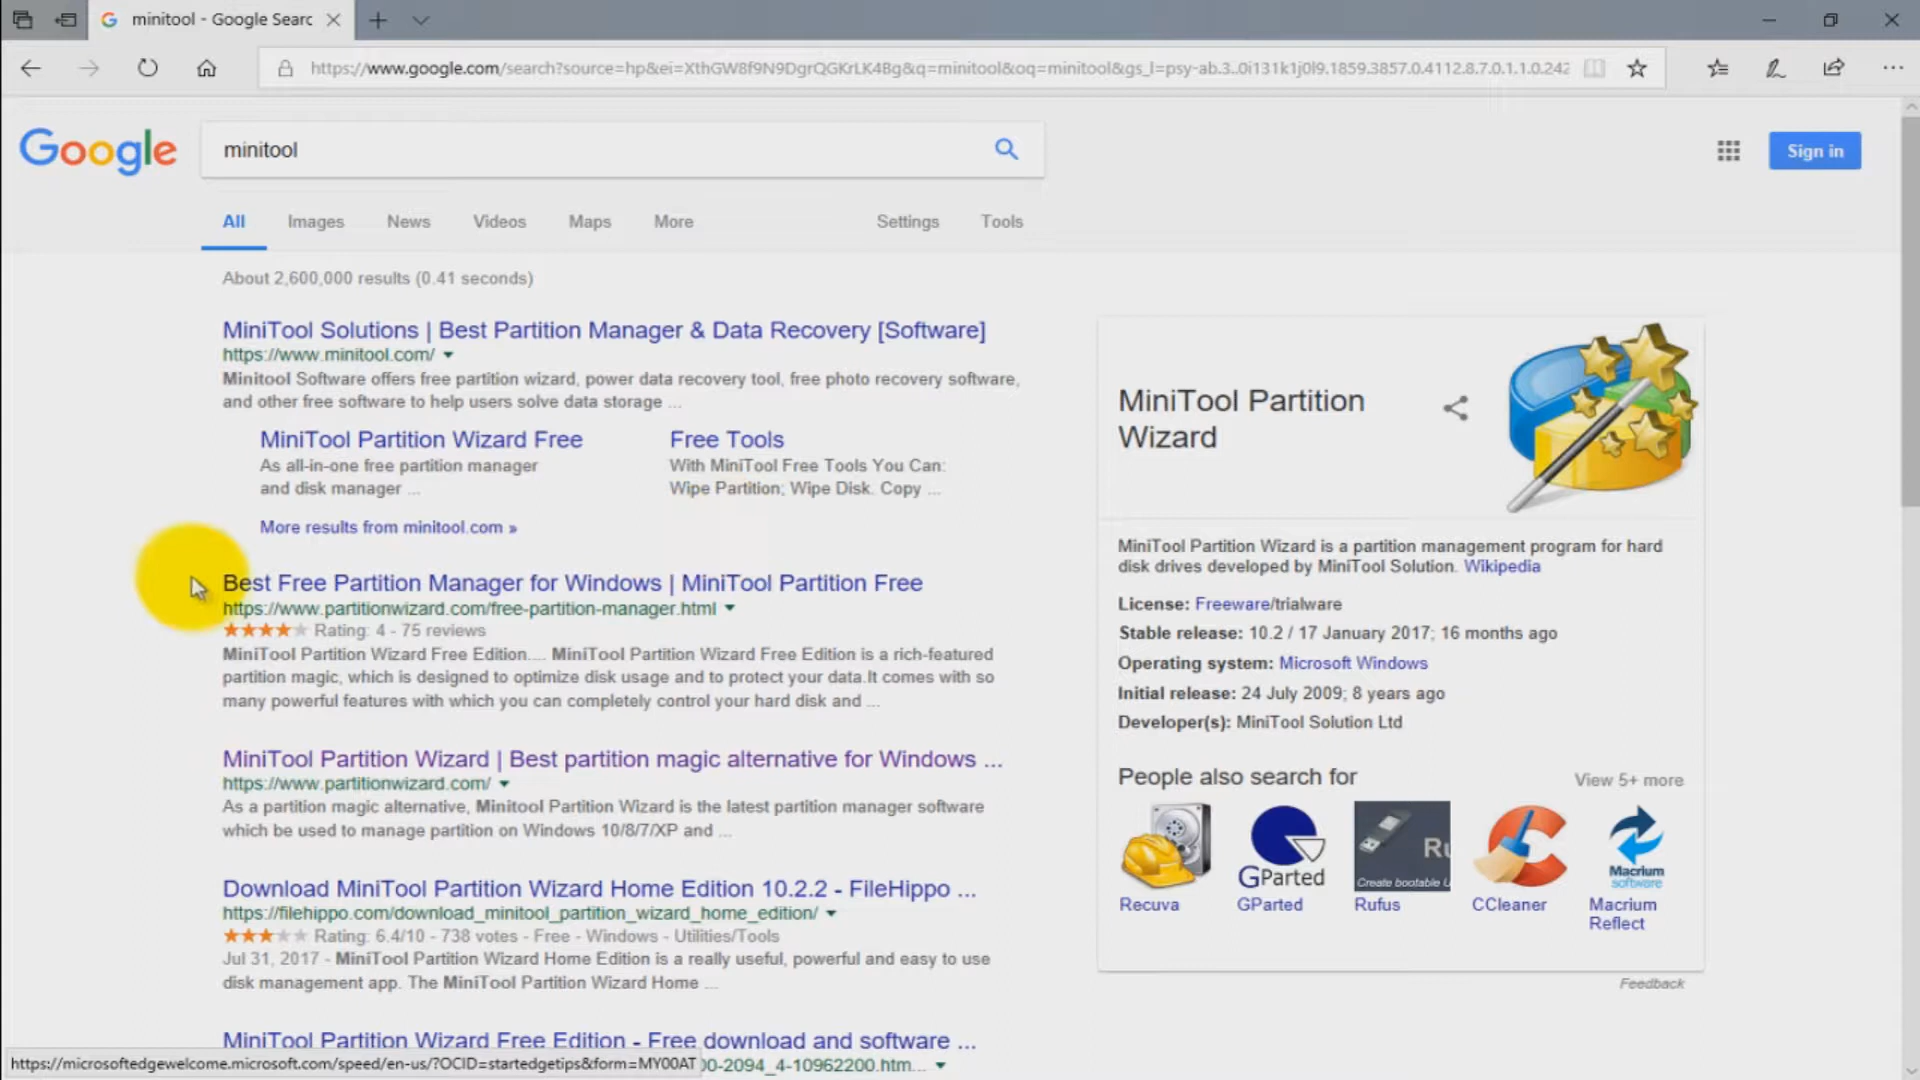 minitool - Google Searc
https://www.google.com/search?source=hp&ei=XthGW8f9N9DgrQGKrLK4Bg&q=minitool&oq=minitool&gs_l=psy-ab.3..0i131k1j0l9.1859.3857.0.4112.8.7.0.1.1.0.242
Google
minitool
Sign in
All Images News Videos Maps More Settings Tools
About 2,600,000 results (0.41 seconds)
MiniTool Solutions | Best Partition Manager & Data Recovery [Software]
https://www.minitool.com/
Minitool Software offers free partition wizard, power data recovery tool, free photo recovery software,
and other free software to help users solve data storage ...
MiniTool Partition Wizard Free
As all-in-one free partition manager
and disk manager ...
Free Tools
With MiniTool Free Tools You Can:
Wipe Partition; Wipe Disk. Copy ...
More results from minitool.com »
Best Free Partition Manager for Windows | MiniTool Partition Free
https://www.partitionwizard.com/free-partition-manager.html
Rating: 4 - 75 reviews
MiniTool Partition Wizard Free Edition.... MiniTool Partition Wizard Free Edition is a rich-featured
partition magic, which is designed to optimize disk usage and to protect your data.It comes with so
many powerful features with which you can completely control your hard disk and ...
MiniTool Partition Wizard | Best partition magic alternative for Windows ...
https://www.partitionwizard.com/
As a partition magic alternative, Minitool Partition Wizard is the latest partition manager software
which be used to manage partition on Windows 10/8/7/XP and ...
Download MiniTool Partition Wizard Home Edition 10.2.2 - FileHippo ...
https://filehippo.com/download_minitool_partition_wizard_home_edition/
Rating: 6.4/10 - 738 votes - Free - Windows - Utilities/Tools
Jul 31, 2017 - MiniTool Partition Wizard Home Edition is a really useful, powerful and easy to use
disk management app. The MiniTool Partition Wizard Home ...
MiniTool Partition Wizard Free Edition - Free download and software ...
00-2094_4-10962200.htm...
https://microsoftedgewelcome.microsoft.com/speed/en-us/?OCID=startedgetips&form=MY00AT
MiniTool Partition
Wizard
MiniTool Partition Wizard is a partition management program for hard
disk drives developed by MiniTool Solution. Wikipedia
License: Freeware/trialware
Stable release: 10.2 / 17 January 2017; 16 months ago
Operating system: Microsoft Windows
Initial release: 24 July 2009; 8 years ago
Developer(s): MiniTool Solution Ltd
People also search for
View 5+ more
GParted
Ru
Create bootable U
Macrium
software
Recuva
GParted
Rufus
CCleaner
Macrium
Reflect
Feedback